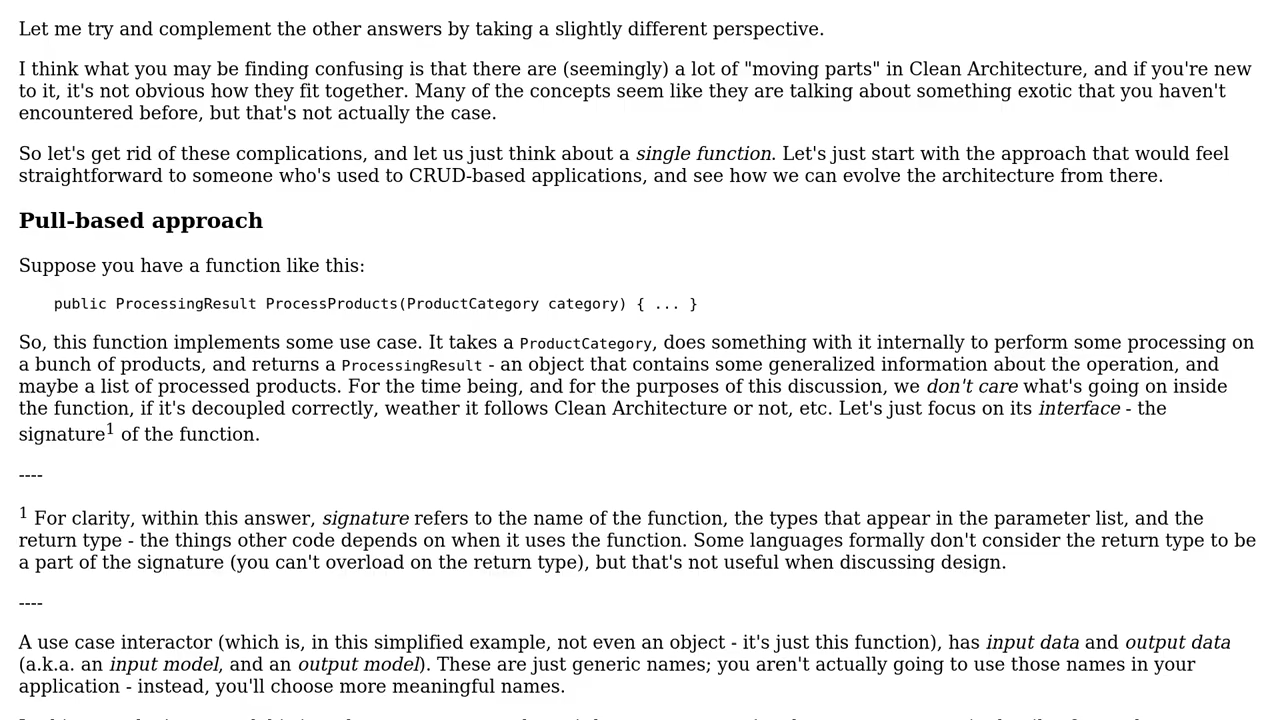 Let me try and complement the other answers by taking a slightly different perspective.
I think what you may be finding confusing is that there are (seemingly) a lot of "moving parts" in Clean Architecture, and if you're new
to it, it's not obvious how they fit together. Many of the concepts seem like they are talking about something exotic that you haven't
encountered before, but that's not actually the case.
So let's get rid of these complications, and let us just think about a single function. Let's just start with the approach that would feel
straightforward to someone who's used to CRUD-based applications, and see how we can evolve the architecture from there.
Pull-based approach
Suppose you have a function like this:
public ProcessingResult ProcessProducts(ProductCategory category) { ... }
So, this function implements some use case. It takes a ProductCategory, does something with it internally to perform some processing on
a bunch of products, and returns a ProcessingResult - an object that contains some generalized information about the operation, and
maybe a list of processed products. For the time being, and for the purposes of this discussion, we don't care what's going on inside
the function, if it's decoupled correctly, weather it follows Clean Architecture or not, etc. Let's just focus on its interface - the
signature1 of the function.
----
1 For clarity, within this answer, signature refers to the name of the function, the types that appear in the parameter list, and the
return type - the things other code depends on when it uses the function. Some languages formally don't consider the return type to be
a part of the signature (you can't overload on the return type), but that's not useful when discussing design.
----
A use case interactor (which is, in this simplified example, not even an object - it's just this function), has input data and output data
(a.k.a. an input model, and an output model). These are just generic names; you aren't actually going to use those names in your
application - instead, you'll choose more meaningful names.